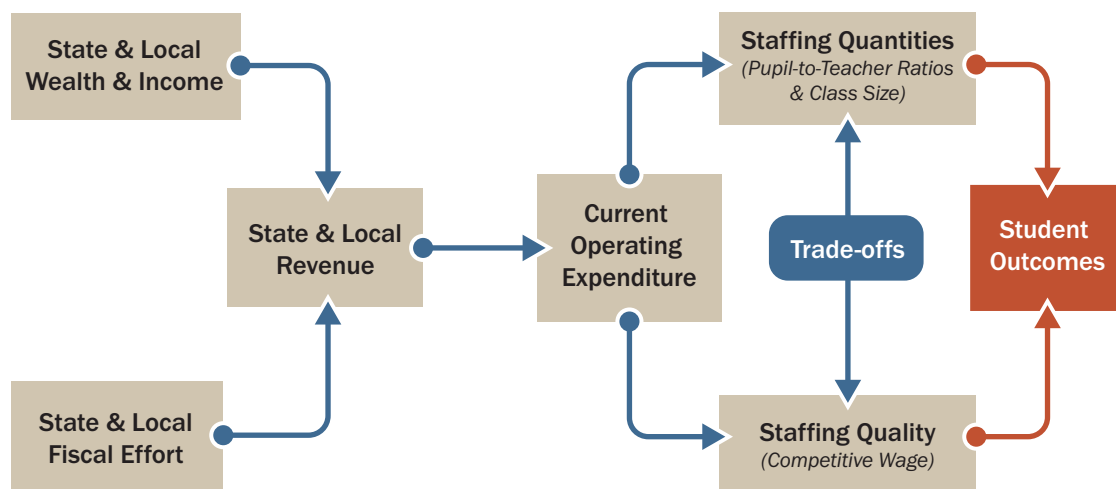 State & Local
Wealth & Income
State & Local
Fiscal Effort
State & Local
Revenue
Current
Operating
Expenditure
Staffing Quantities
(Pupil-to-Teacher Ratios
& Class Size)
Trade-offs
Staffing Quality
(Competitive Wage)
Student
Outcomes